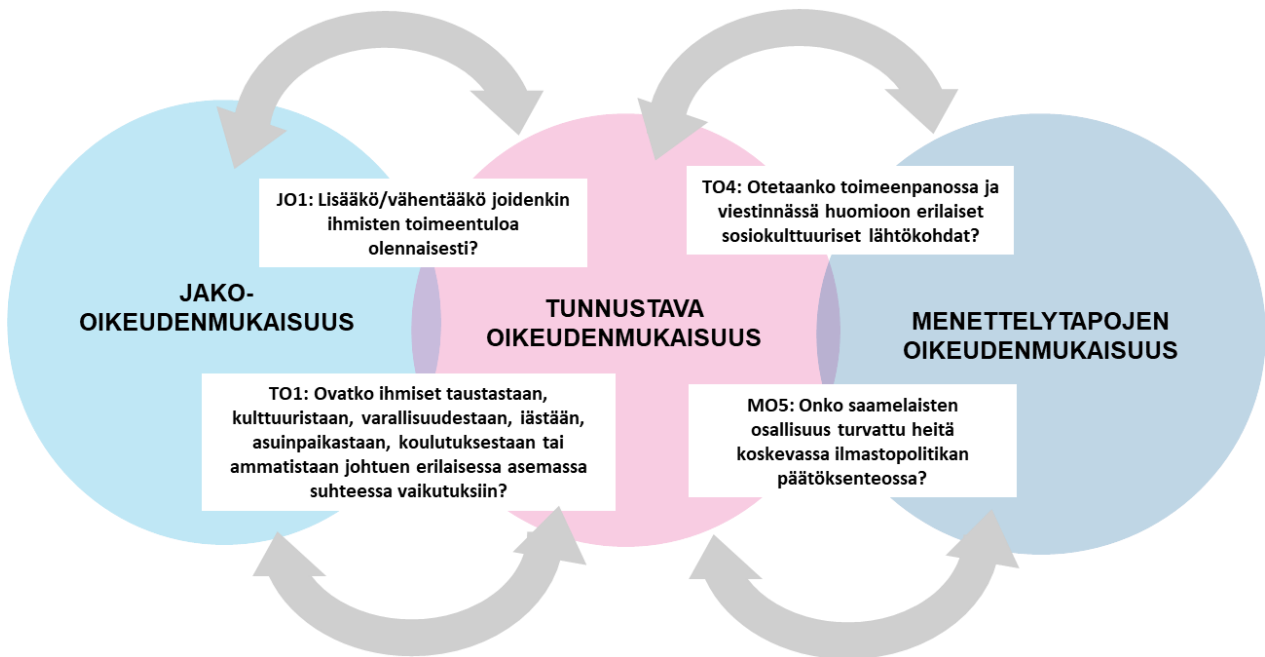 JO1: Lisääkö/vähentääkö joidenkin
ihmisten toimeentuloa
olennaisesti?
TO4: Otetaanko toimeenpanossa ja
viestinnässä huomioon erilaiset
sosiokulttuuriset lähtökohdat?
JAKO-
OIKEUDENMUKAISUUS
TUNNUSTAVA
OIKEUDENMUKAISUUS
MENETTELYTAPOJEN
OIKEUDENMUKAISUUS
TO1: Ovatko ihmiset taustastaan,
kulttuuristaan, varallisuudestaan, iästään,
asuinpaikastaan, koulutuksestaan tai
ammatistaan johtuen erilaisessa asemassa
suhteessa vaikutuksiin?
MO5: Onko saamelaisten
osallisuus turvattu heitä
koskevassa ilmastopolitikan
päätöksenteossa?